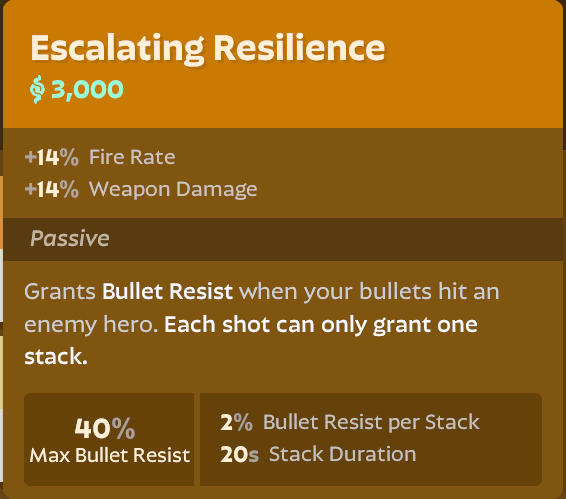 Escalating Resilience
3,000
+14% Fire Rate
+14% Weapon Damage
Passive
Grants Bullet Resist when your bullets hit an
enemy hero. Each shot can only grant one
stack.
40%
Max Bullet Resist
2% Bullet Resist per Stack
20s Stack Duration